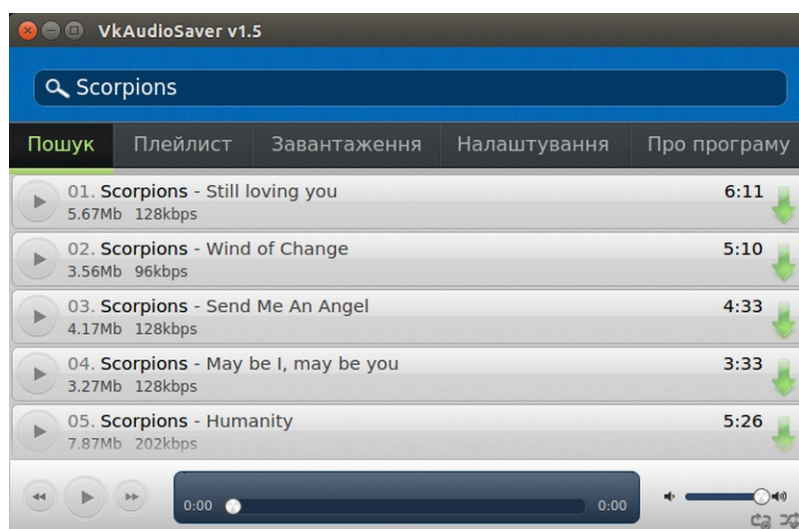 VkAudioSaver v1.5
Scorpions
Пошук Плейлист Завантаження Налаштування Про програму
01. Scorpions - Still loving you 6:11
5.67Mb 128kbps
02. Scorpions - Wind of Change 5:10
3.56Mb 96kbps
03. Scorpions - Send Me An Angel 4:33
4.17Mb 128kbps
04. Scorpions - May be I, may be you 3:33
3.27Mb 128kbps
05. Scorpions - Humanity 5:26
7.87Mb 202kbps
0:00 0:00